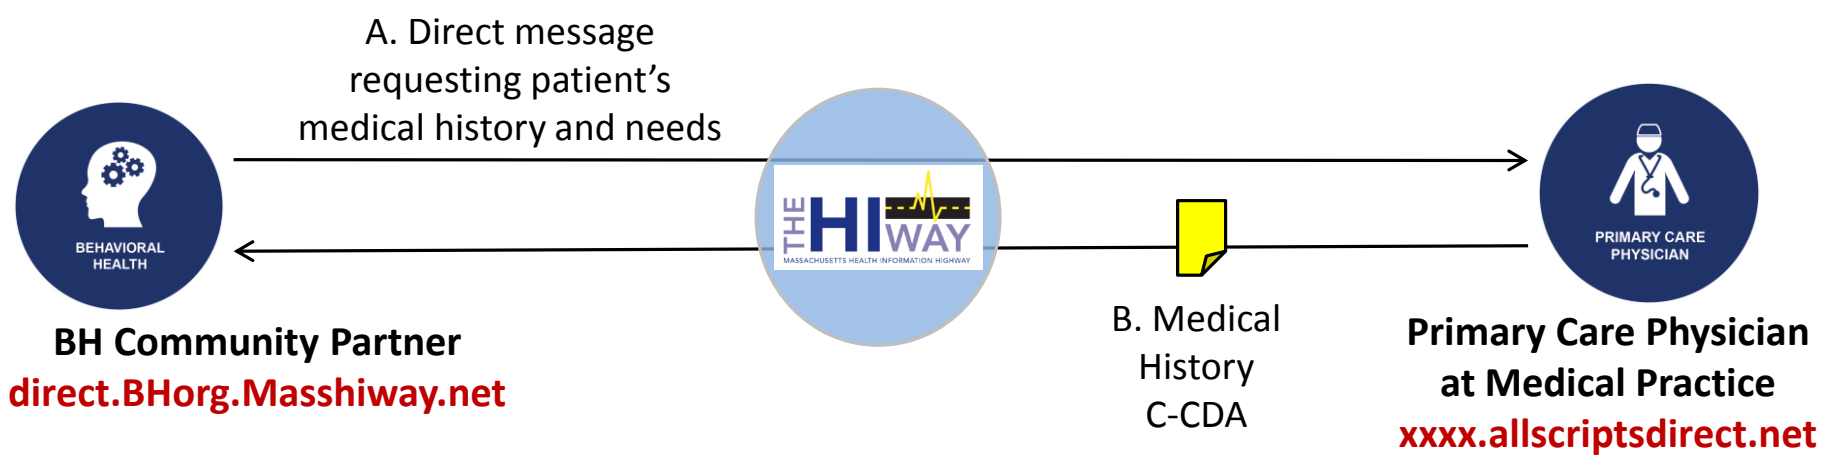 A. Direct message
requesting patient’s
medical history and needs
BEHAVIORAL
HEALTH
BH Community Partner
direct.BHorg.Masshiway.net
THE
HI
WAY
MASSACHUSETTS HEALTH INFORMATION HIGHWAY
B. Medical
History
C-CDA
PRIMARY CARE
PHYSICIAN
Primary Care Physician
at Medical Practice
xxxx.allscriptsdirect.net